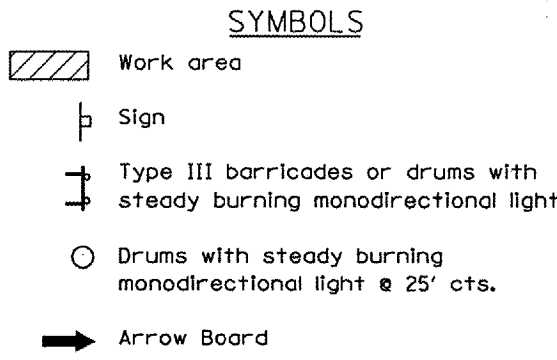 SYMBOLS
Work area
Sign
Type III barricades or drums with
steady burning monodirectional light
Drums with steady burning
monodirectional light @ 25' cts.
Arrow Board